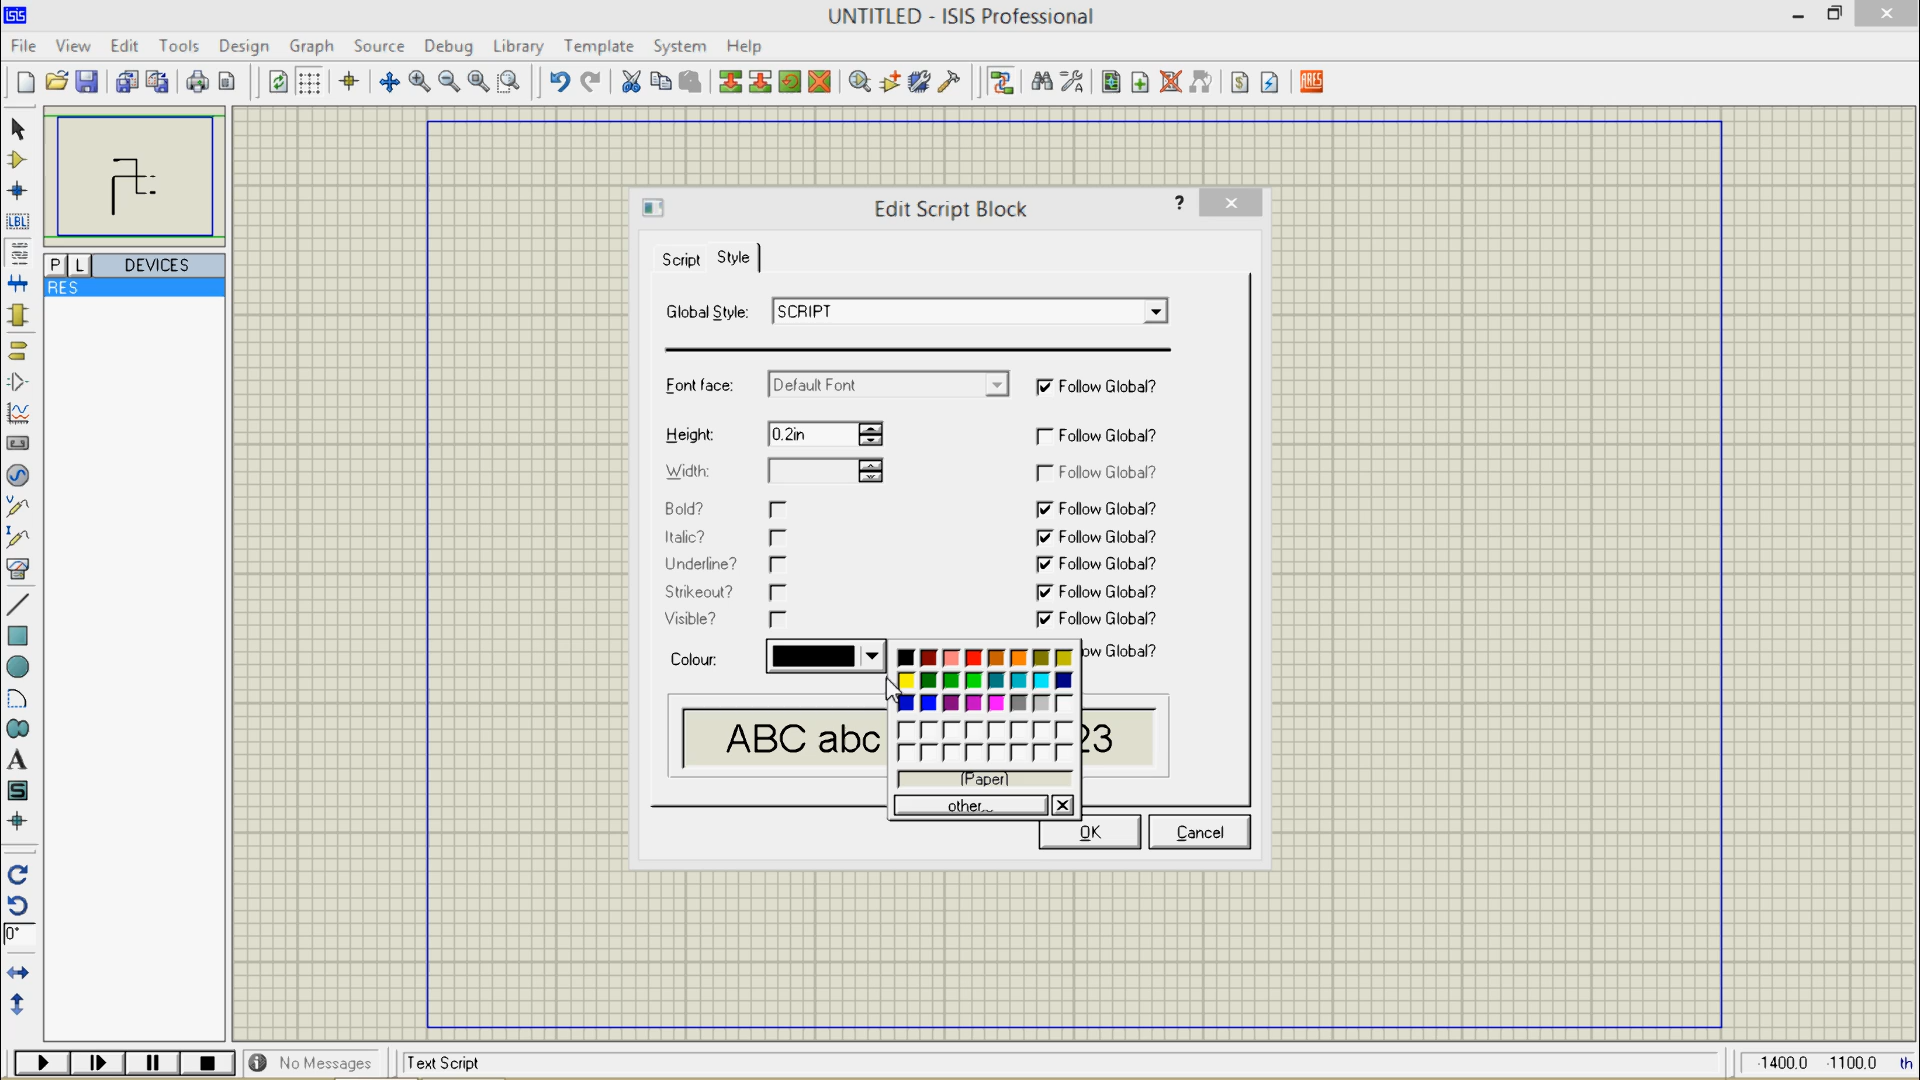 ISIS
UNTITLED - ISIS Professional
File View Edit Tools Design Graph Source Debug Library Template System Help
ARES
LBL
P L DEVICES
RES
Edit Script Block
?
Script Style
Global Style: SCRIPT
Font face: Default Font Follow Global?
Height: 0.2in Follow Global?
Width: Follow Global?
Bold? Follow Global?
Italic? Follow Global?
Underline? Follow Global?
Strikeout? Follow Global?
Visible? Follow Global?
Colour: ow Global?
ABC abc 23
(Paper)
other...
OK Cancel
A
S
0°
No Messages Text Script -1400.0 -1100.0 th